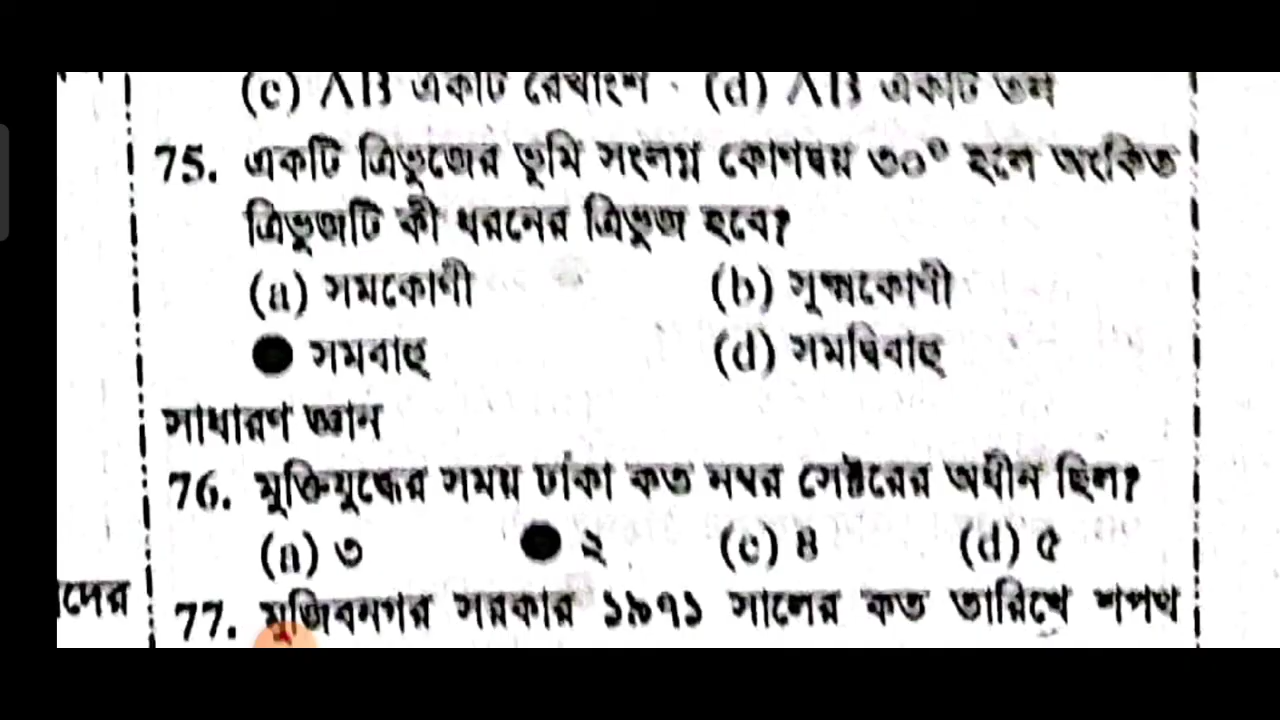 (c) AB একটি রেখাংশ (d) AB একটি তল
75. একটি ত্রিভুজের ভূমি সংলগ্ন কোণদ্বয় ৩০° হলে অংকিত
ত্রিভুজটি কী ধরনের ত্রিভুজ হবে?
(a) সমকোণী (b) সূক্ষ্মকোণী
সমবাহু (d) সমদ্বিবাহু
সাধারণ জ্ঞান
76. মুক্তিযুদ্ধের সময় ঢাকা কত নম্বর সেক্টরের অধীন ছিল?
(a) ৩ ২ (c) ৪ (d) ৫
দের
77. মুজিবনগর সরকার ১৯৭১ সালের কত তারিখে শপথ